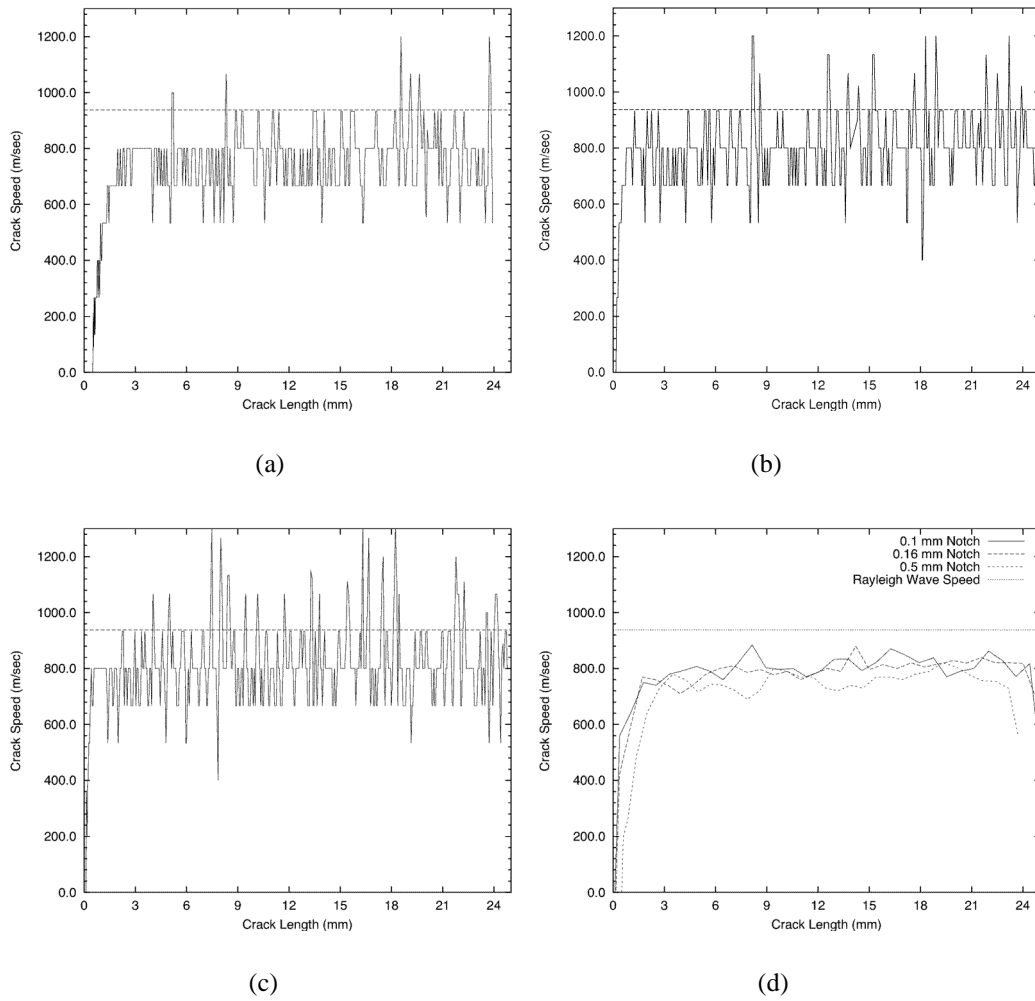 1200.0
1000.0
800.0
600.0
400.0
200.0
0.0
Crack Speed (m/sec)
0 3 6 9 12 15 18 21 24
Crack Length (mm)
(a)
1200.0
1000.0
800.0
600.0
400.0
200.0
0.0
Crack Speed (m/sec)
0 3 6 9 12 15 18 21 24
Crack Length (mm)
(b)
1200.0
1000.0
800.0
600.0
400.0
200.0
0.0
Crack Speed (m/sec)
0 3 6 9 12 15 18 21 24
Crack Length (mm)
(c)
0.1 mm Notch
0.16 mm Notch
0.5 mm Notch
Rayleigh Wave Speed
1200.0
1000.0
800.0
600.0
400.0
200.0
0.0
Crack Speed (m/sec)
0 3 6 9 12 15 18 21 24
Crack Length (mm)
(d)